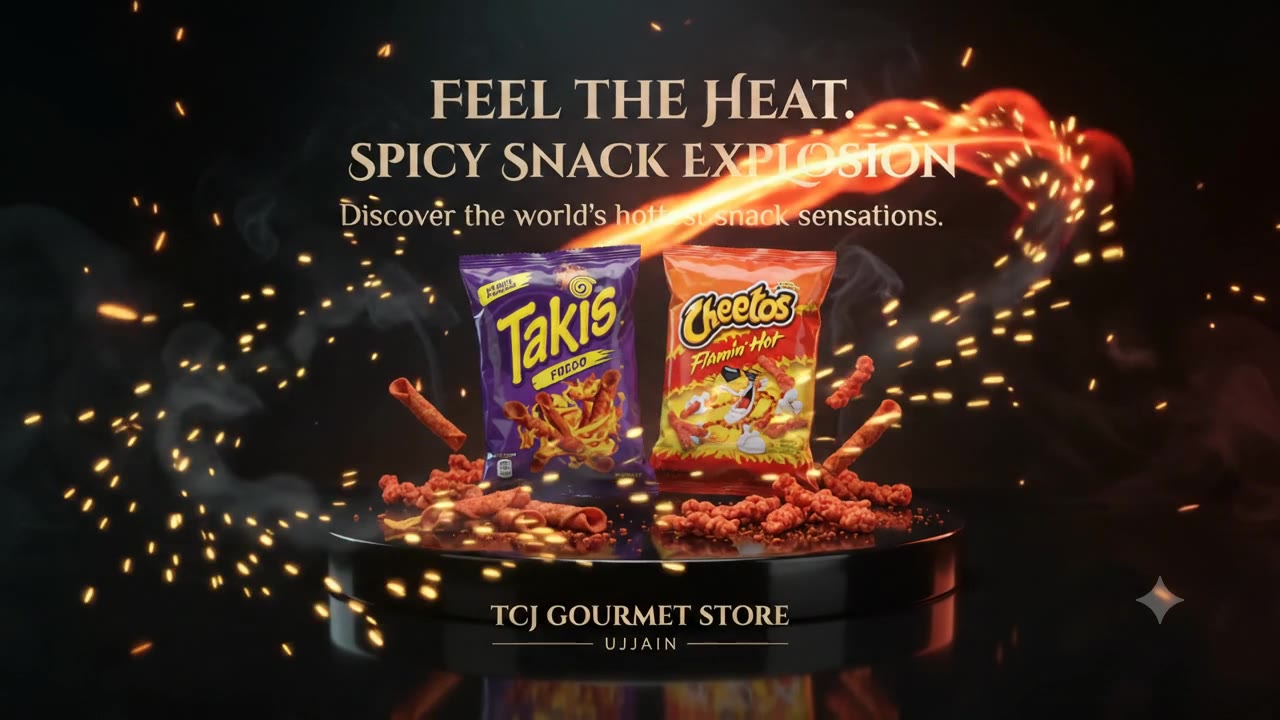 FEEL THE HEAT.
SPICY SNACK EXPLOSION
Discover the world's hottest snack sensations.
Takis
Cheetos
Flamin' Hot
TCJ GOURMET STORE
UJJAIN